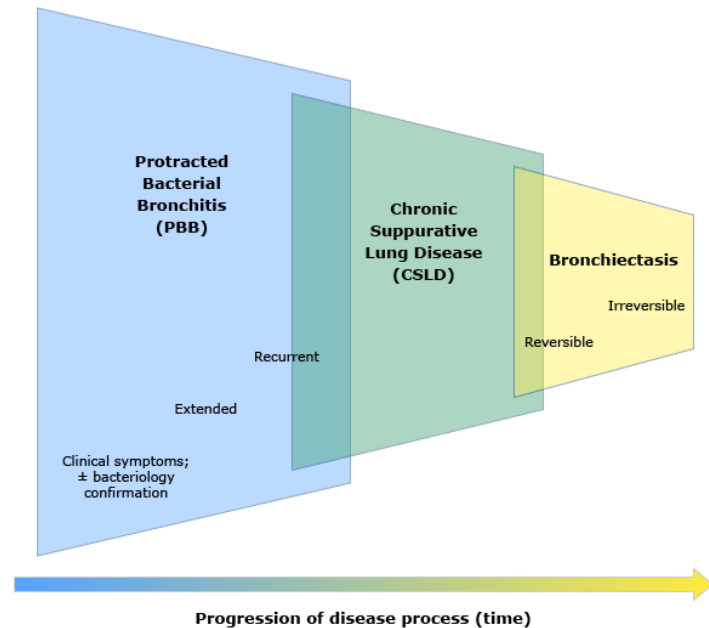 Protracted
Bacterial
Bronchitis
(PBB)
Chronic
Suppurative
Lung Disease
(CSLD)
Bronchiectasis
Irreversible
Reversible
Recurrent
Extended
Clinical symptoms;
± bacteriology
confirmation
Progression of disease process (time)